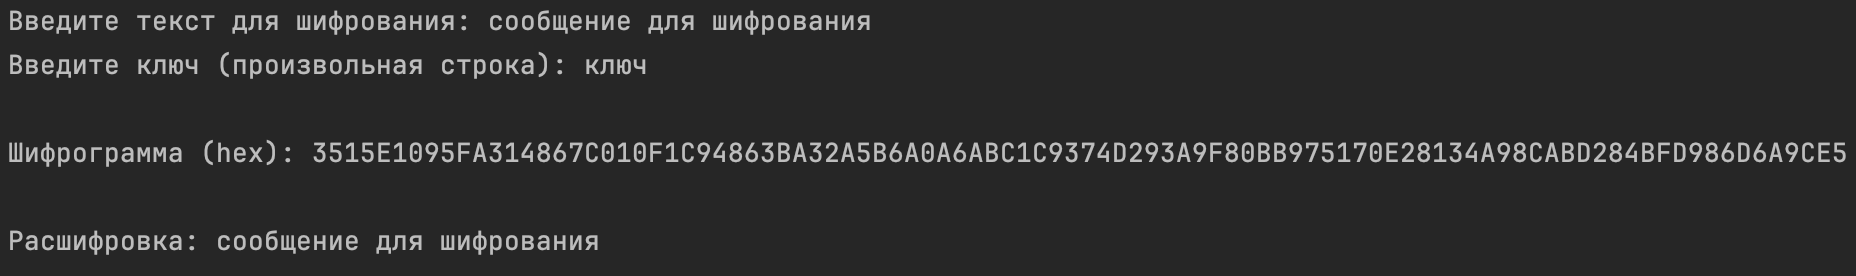 Введите текст для шифрования: сообщение для шифрования
Введите ключ (произвольная строка): ключ
Шифрограмма (hex): 3515E1095FA314867C010F1C94863BA32A5B6A0A6ABC1C9374D293A9F80BB975170E28134A98CABD284BFD986D6A9CE5
Расшифровка: сообщение для шифрования